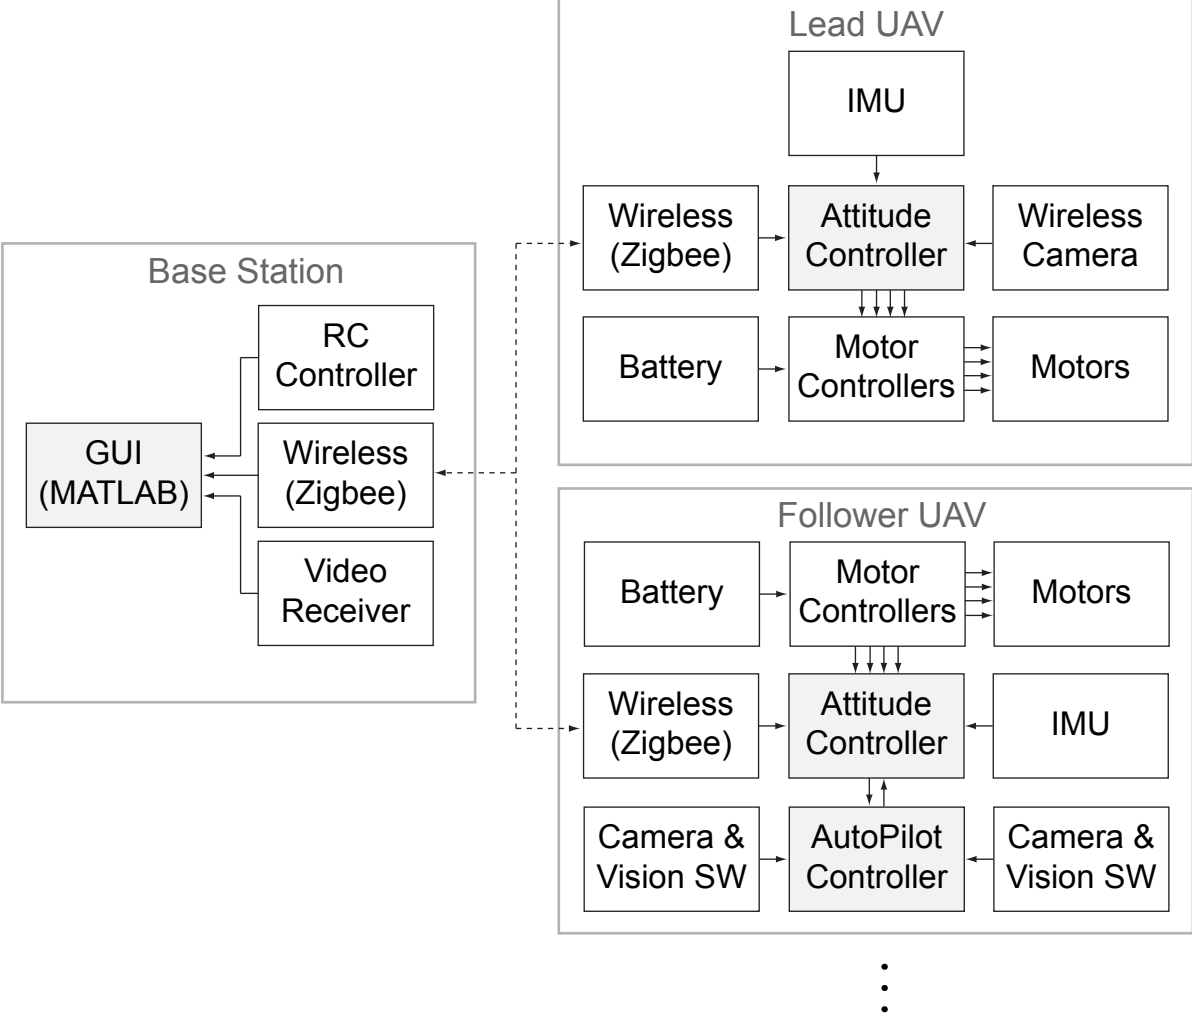 Lead UAV
IMU
Wireless
(Zigbee)
Attitude
Controller
Wireless
Camera
Battery
Motor
Controllers
Motors
Base Station
RC
Controller
GUI
(MATLAB)
Wireless
(Zigbee)
Video
Receiver
Follower UAV
Battery
Motor
Controllers
Motors
Wireless
(Zigbee)
Attitude
Controller
IMU
Camera &
Vision SW
AutoPilot
Controller
Camera &
Vision SW